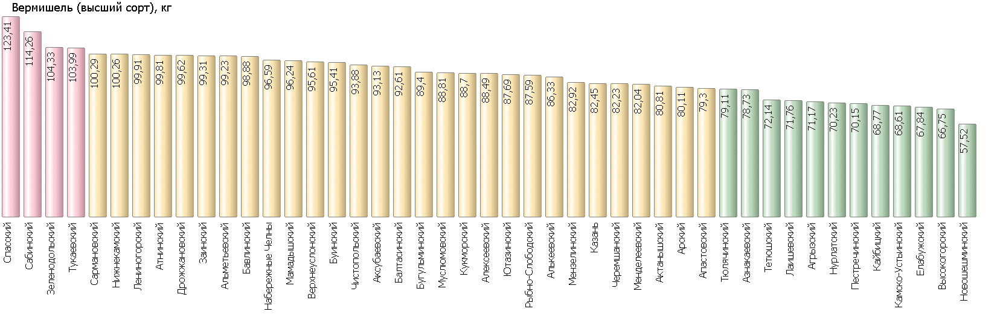 Вермишель (высший сорт), кг
123,41
114,26
104,33
103,99
100,29
100,26
99,91
99,81
99,62
99,31
99,23
98,88
96,59
96,24
95,61
95,41
93,88
93,13
92,61
89,4
88,81
88,7
88,49
87,69
87,59
86,33
82,92
82,45
82,23
82,04
80,81
80,11
79,3
79,11
78,73
72,14
71,76
71,17
70,23
70,15
68,77
68,61
67,84
66,75
57,52
Спасский
Сабинский
Зеленодольский
Тукаевский
Сармановский
Нижнекамский
Лениногорский
Атнинский
Дрожжановский
Заинский
Альметьевский
Бавлинский
Набережные Челны
Мамадышский
Верхнеуслонский
Буинский
Чистопольский
Аксубаевский
Балтасинский
Бугульминский
Муслюмовский
Кукморский
Алексеевский
Ютазинский
Рыбно-Слободский
Алькеевский
Мензелинский
Казань
Черемшанский
Менделеевский
Актанышский
Арский
Апастовский
Тюлячинский
Азнакаевский
Тетюшский
Лаишевский
Агрызский
Нурлатский
Пестречинский
Кайбицкий
Камско-Устьинский
Елабужский
Высокогорский
Новошешминский